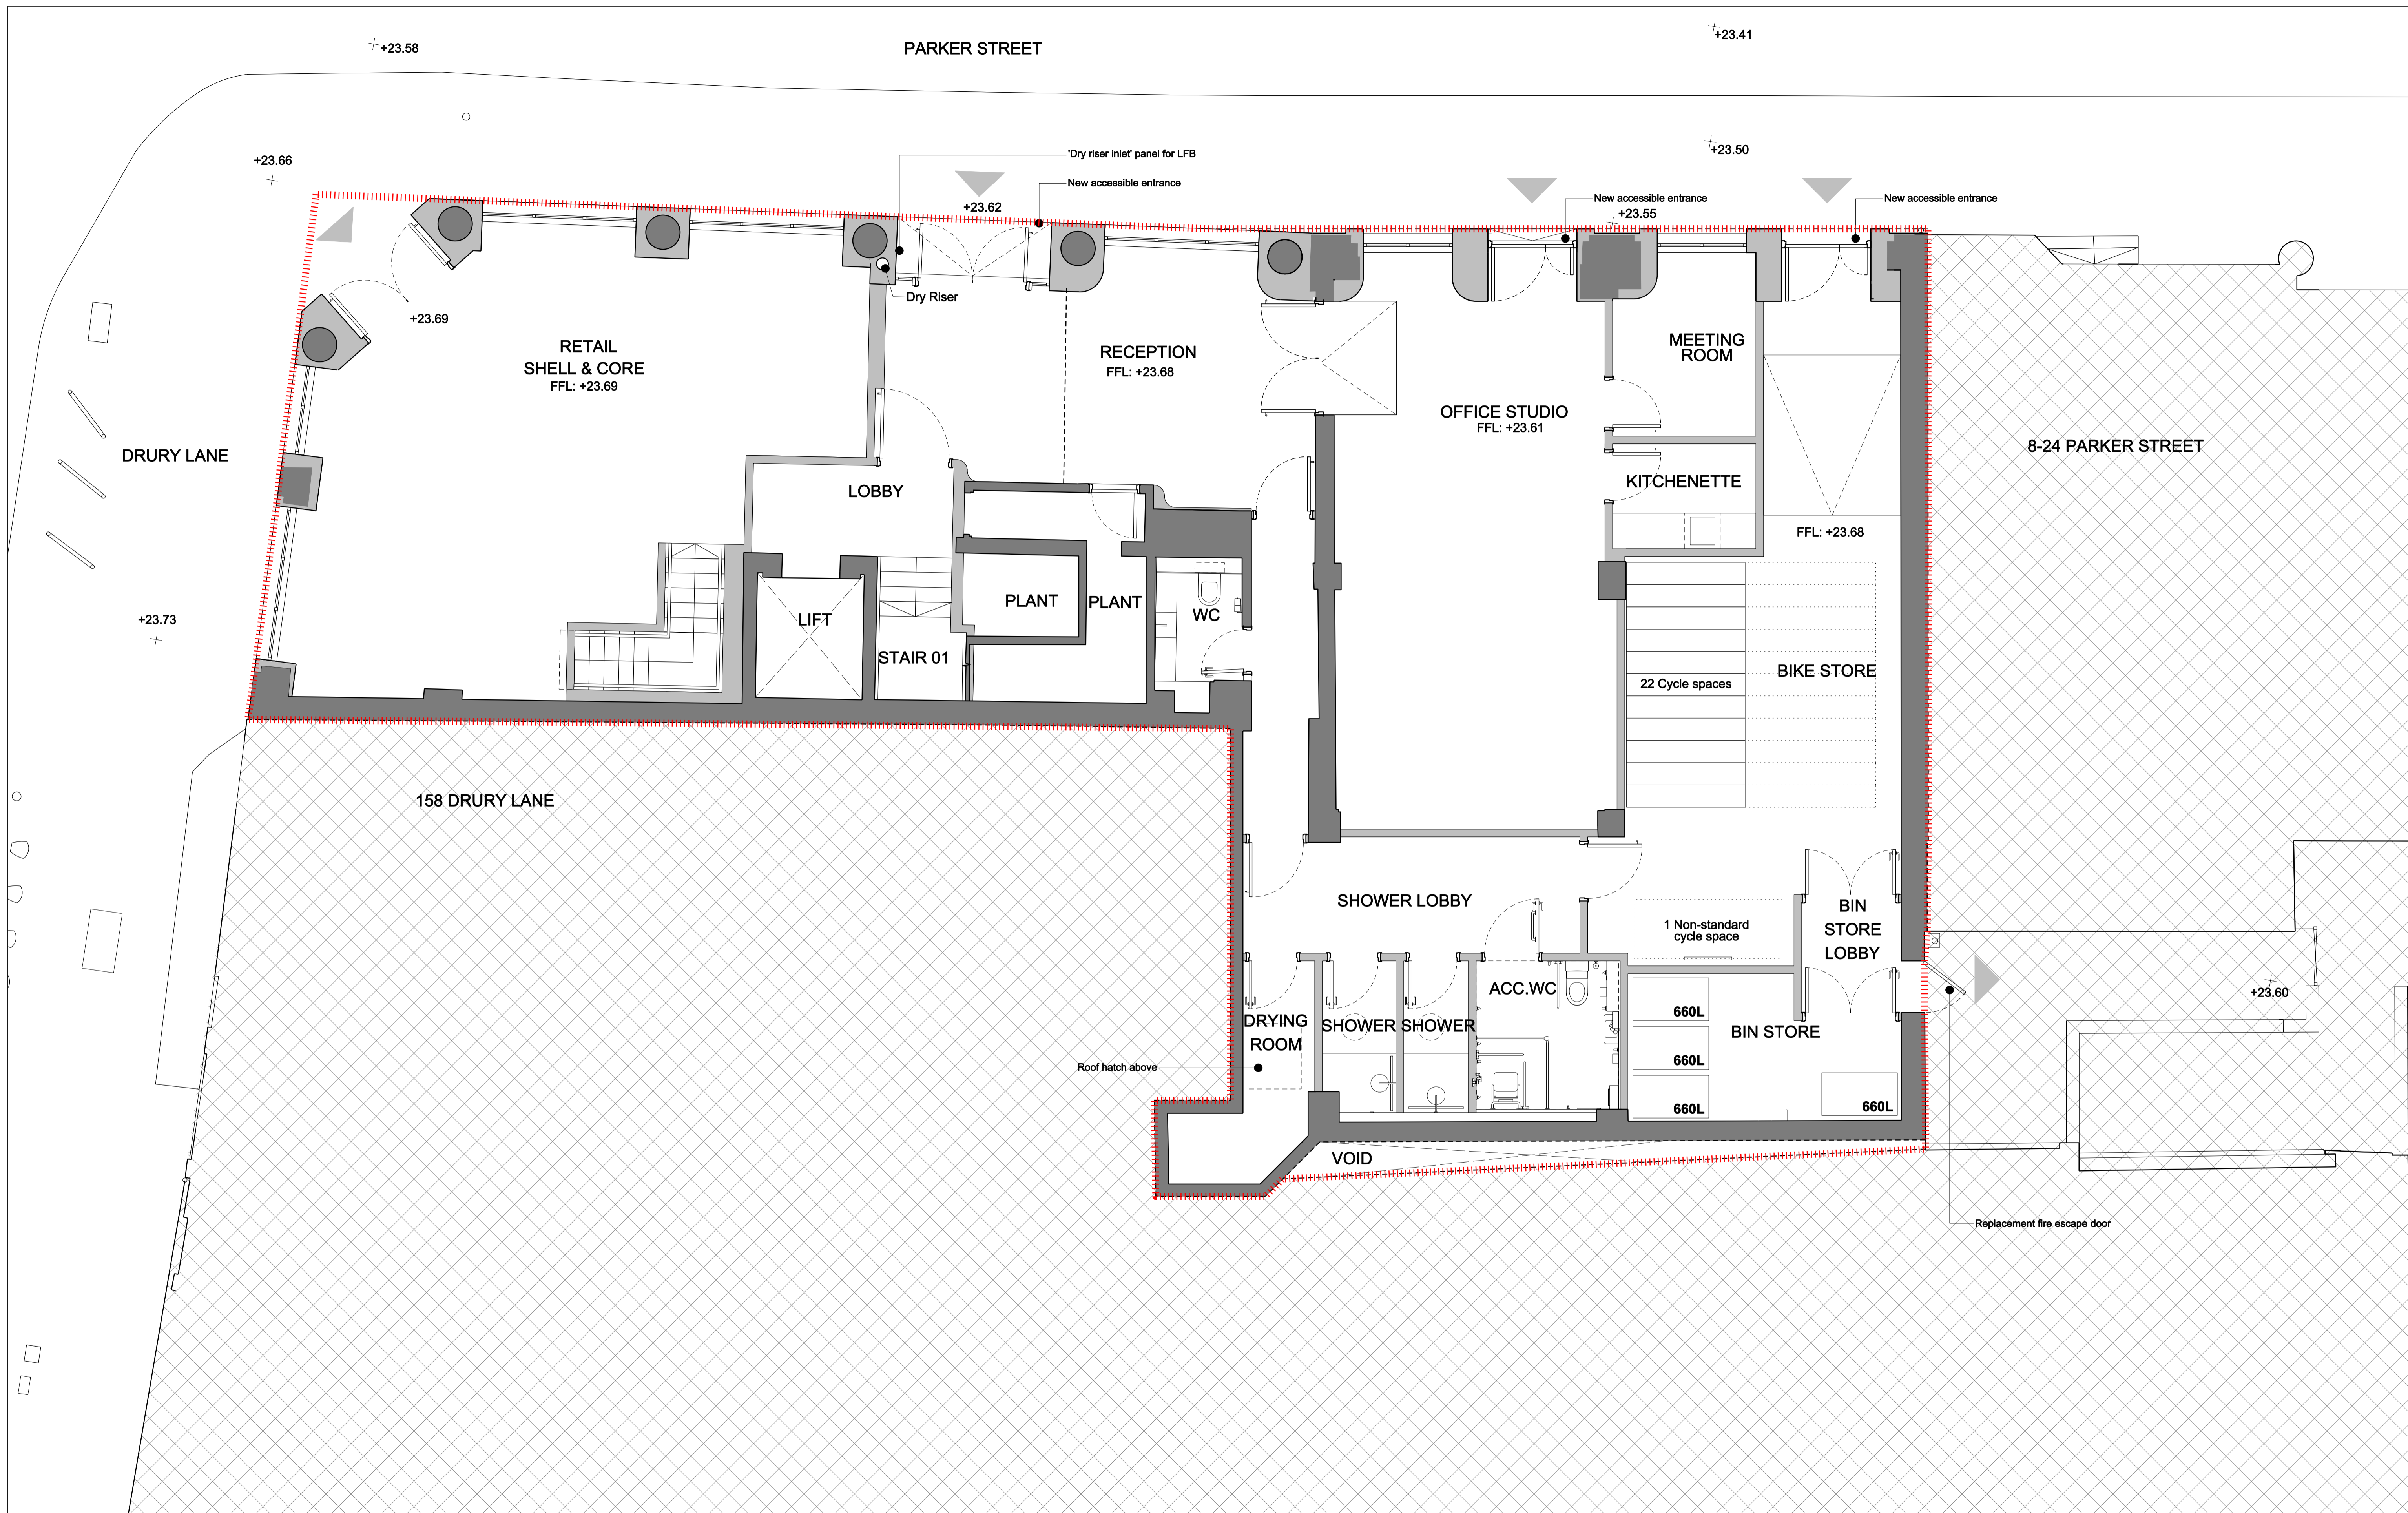 PARKER STREET
+23.58
+23.41
+23.66
+23.50
'Dry riser inlet' panel for LFB
New accessible entrance
+23.62
New accessible entrance
+23.55
New accessible entrance
Dry Riser
+23.69
RETAIL
SHELL & CORE
FFL: +23.69
RECEPTION
FFL: +23.68
MEETING
ROOM
OFFICE STUDIO
FFL: +23.61
8-24 PARKER STREET
DRURY LANE
LOBBY
KITCHENETTE
FFL: +23.68
+23.73
LIFT
STAIR 01
PLANT
PLANT
WC
22 Cycle spaces
BIKE STORE
158 DRURY LANE
SHOWER LOBBY
1 Non-standard
cycle space
BIN
STORE
LOBBY
ACC.WC
+23.60
DRYING
ROOM
SHOWER
SHOWER
660L
660L
660L
BIN STORE
660L
Roof hatch above
VOID
Replacement fire escape door